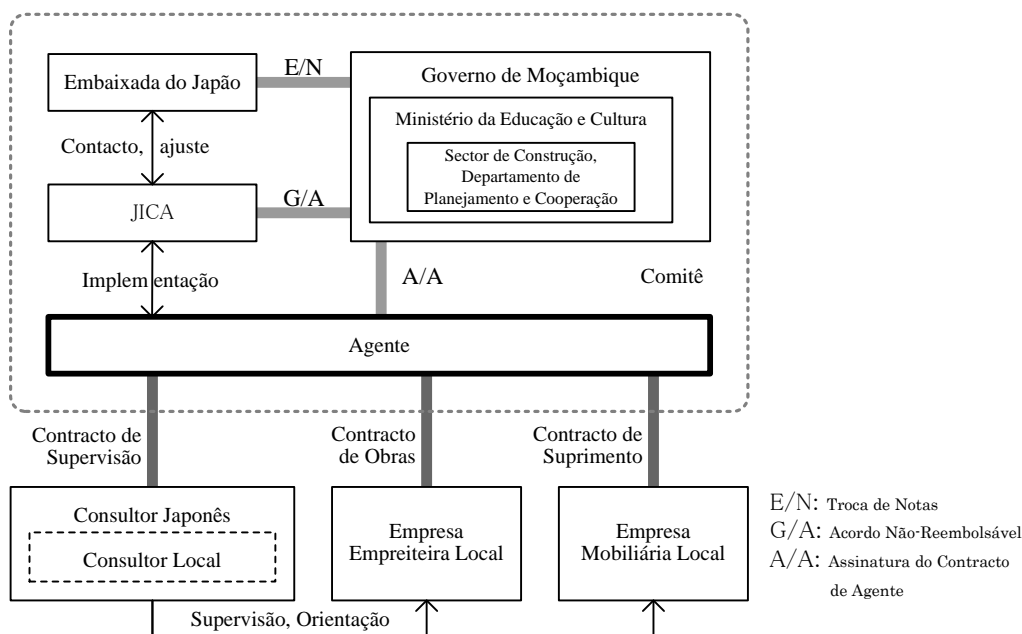 Embaixada do Japão
E/N
Governo de Moçambique
Ministério da Educação e Cultura
Sector de Construção,
Departamento de
Planejamento e Cooperação
Contacto, ajuste
JICA
G/A
Implementação
A/A
Comitê
Agente
Contracto de
Supervisão
Contracto
de Obras
Contracto de
Suprimento
Consultor Japonês
Consultor Local
Empresa
Empreiteira Local
Empresa
Mobiliária Local
E/N: Troca de Notas
G/A: Acordo Não-Reembolsável
A/A: Assinatura do Contracto
de Agente
Supervisão, Orientação